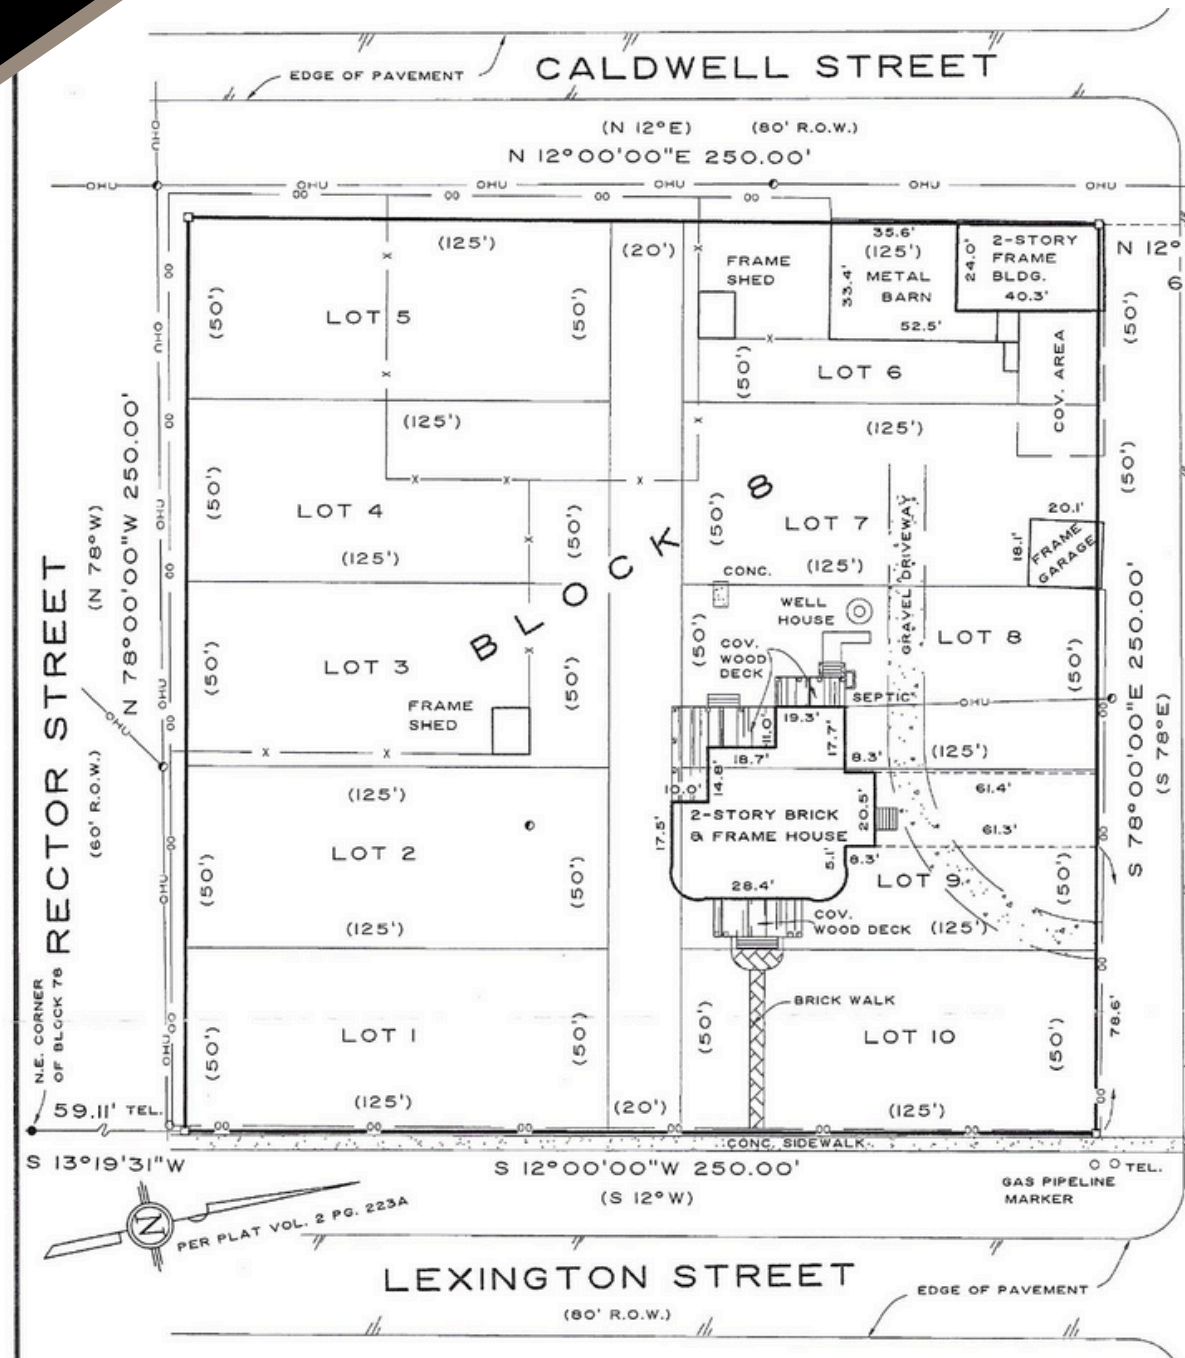 EDGE OF PAVEMENT
CALDWELL STREET
(N 12°E) (80' R.O.W.)
N 12°00'00"E 250.00'
OHU OHU OHU OHU OHU OHU
OO OO OO OO
(125') (20') 35.6' (125') 24.0' 2-STORY
FRAME
BLDG.
40.3'
N 12°
6
FRAME
SHED
33.4' METAL
BARN
52.5'
(50') LOT 5 (50')
(50') LOT 6 COV. AREA (50')
(125') (125')
(50') LOT 4 (50')
(125')
(50') LOT 7 (50')
(125')
20.1'
18.1' FRAME
GARAGE
BLOCK 8
GRAVEL DRIVEWAY
CONC.
WELL
HOUSE
LOT 8
(50') (50')
COV.
WOOD
DECK
SEPTIC
OHU
(125')
(50') LOT 3 (50')
FRAME
SHED
RECTOR STREET
(60' R.O.W.)
(N 78°W)
N 78°00'00"W 250.00'
OHU
S 78°00'00"E 250.00'
(S 78°E)
19.3'
11.0' 17.7'
18.7' 8.3'
14.8'
10.0'
61.4'
2-STORY BRICK
& FRAME HOUSE
20.5'
61.3'
17.5'
5.1' 8.3'
28.4'
LOT 9
(50')
(125')
COV.
WOOD DECK
(125')
LOT 2
(50') (50')
(125')
BRICK WALK
(50') LOT 1 (50')
(125') (20')
(50') LOT 10 (50')
(125')
78.6'
N.E. CORNER
OF BLOCK 78
59.11' TEL.
CONC. SIDEWALK
S 13°19'31"W
S 12°00'00"W 250.00'
(S 12°W)
TEL.
GAS PIPELINE
MARKER
N
PER PLAT VOL. 2 PG. 223A
LEXINGTON STREET
(80' R.O.W.)
EDGE OF PAVEMENT